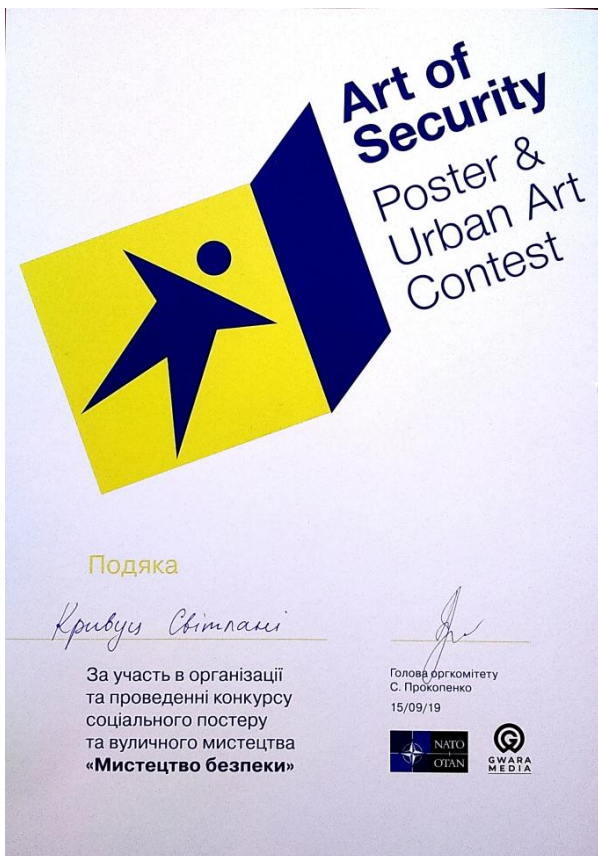 Art of
Security
Poster &
Urban Art
Contest
Подяка
Кривуц Світлані
За участь в організації
та проведенні конкурсу
соціального постеру
та вуличного мистецтва
«Мистецтво безпеки»
Голова оргкомітету
С. Прокопенко
15/09/19
NATO
OTAN
GWARA
MEDIA